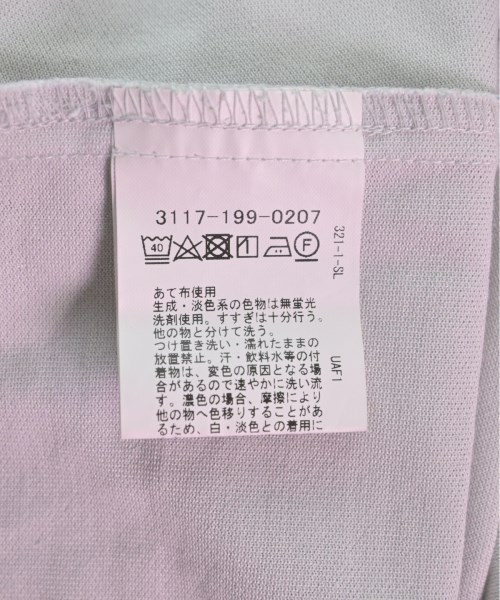 3117-199-0207
40
F
あて布使用
生成・淡色系の色物は無蛍光
洗剤使用。すすぎは十分行う。
他の物と分けて洗う。
つけ置き洗い・濡れたままの
放置禁止。汗・飲料水等の付
着物は、変色の原因となる場
合があるので速やかに洗い流
す。濃色の場合、摩擦により
他の物へ色移りすることがあ
るため、白・淡色との着用に
321-1-SL
UAF1